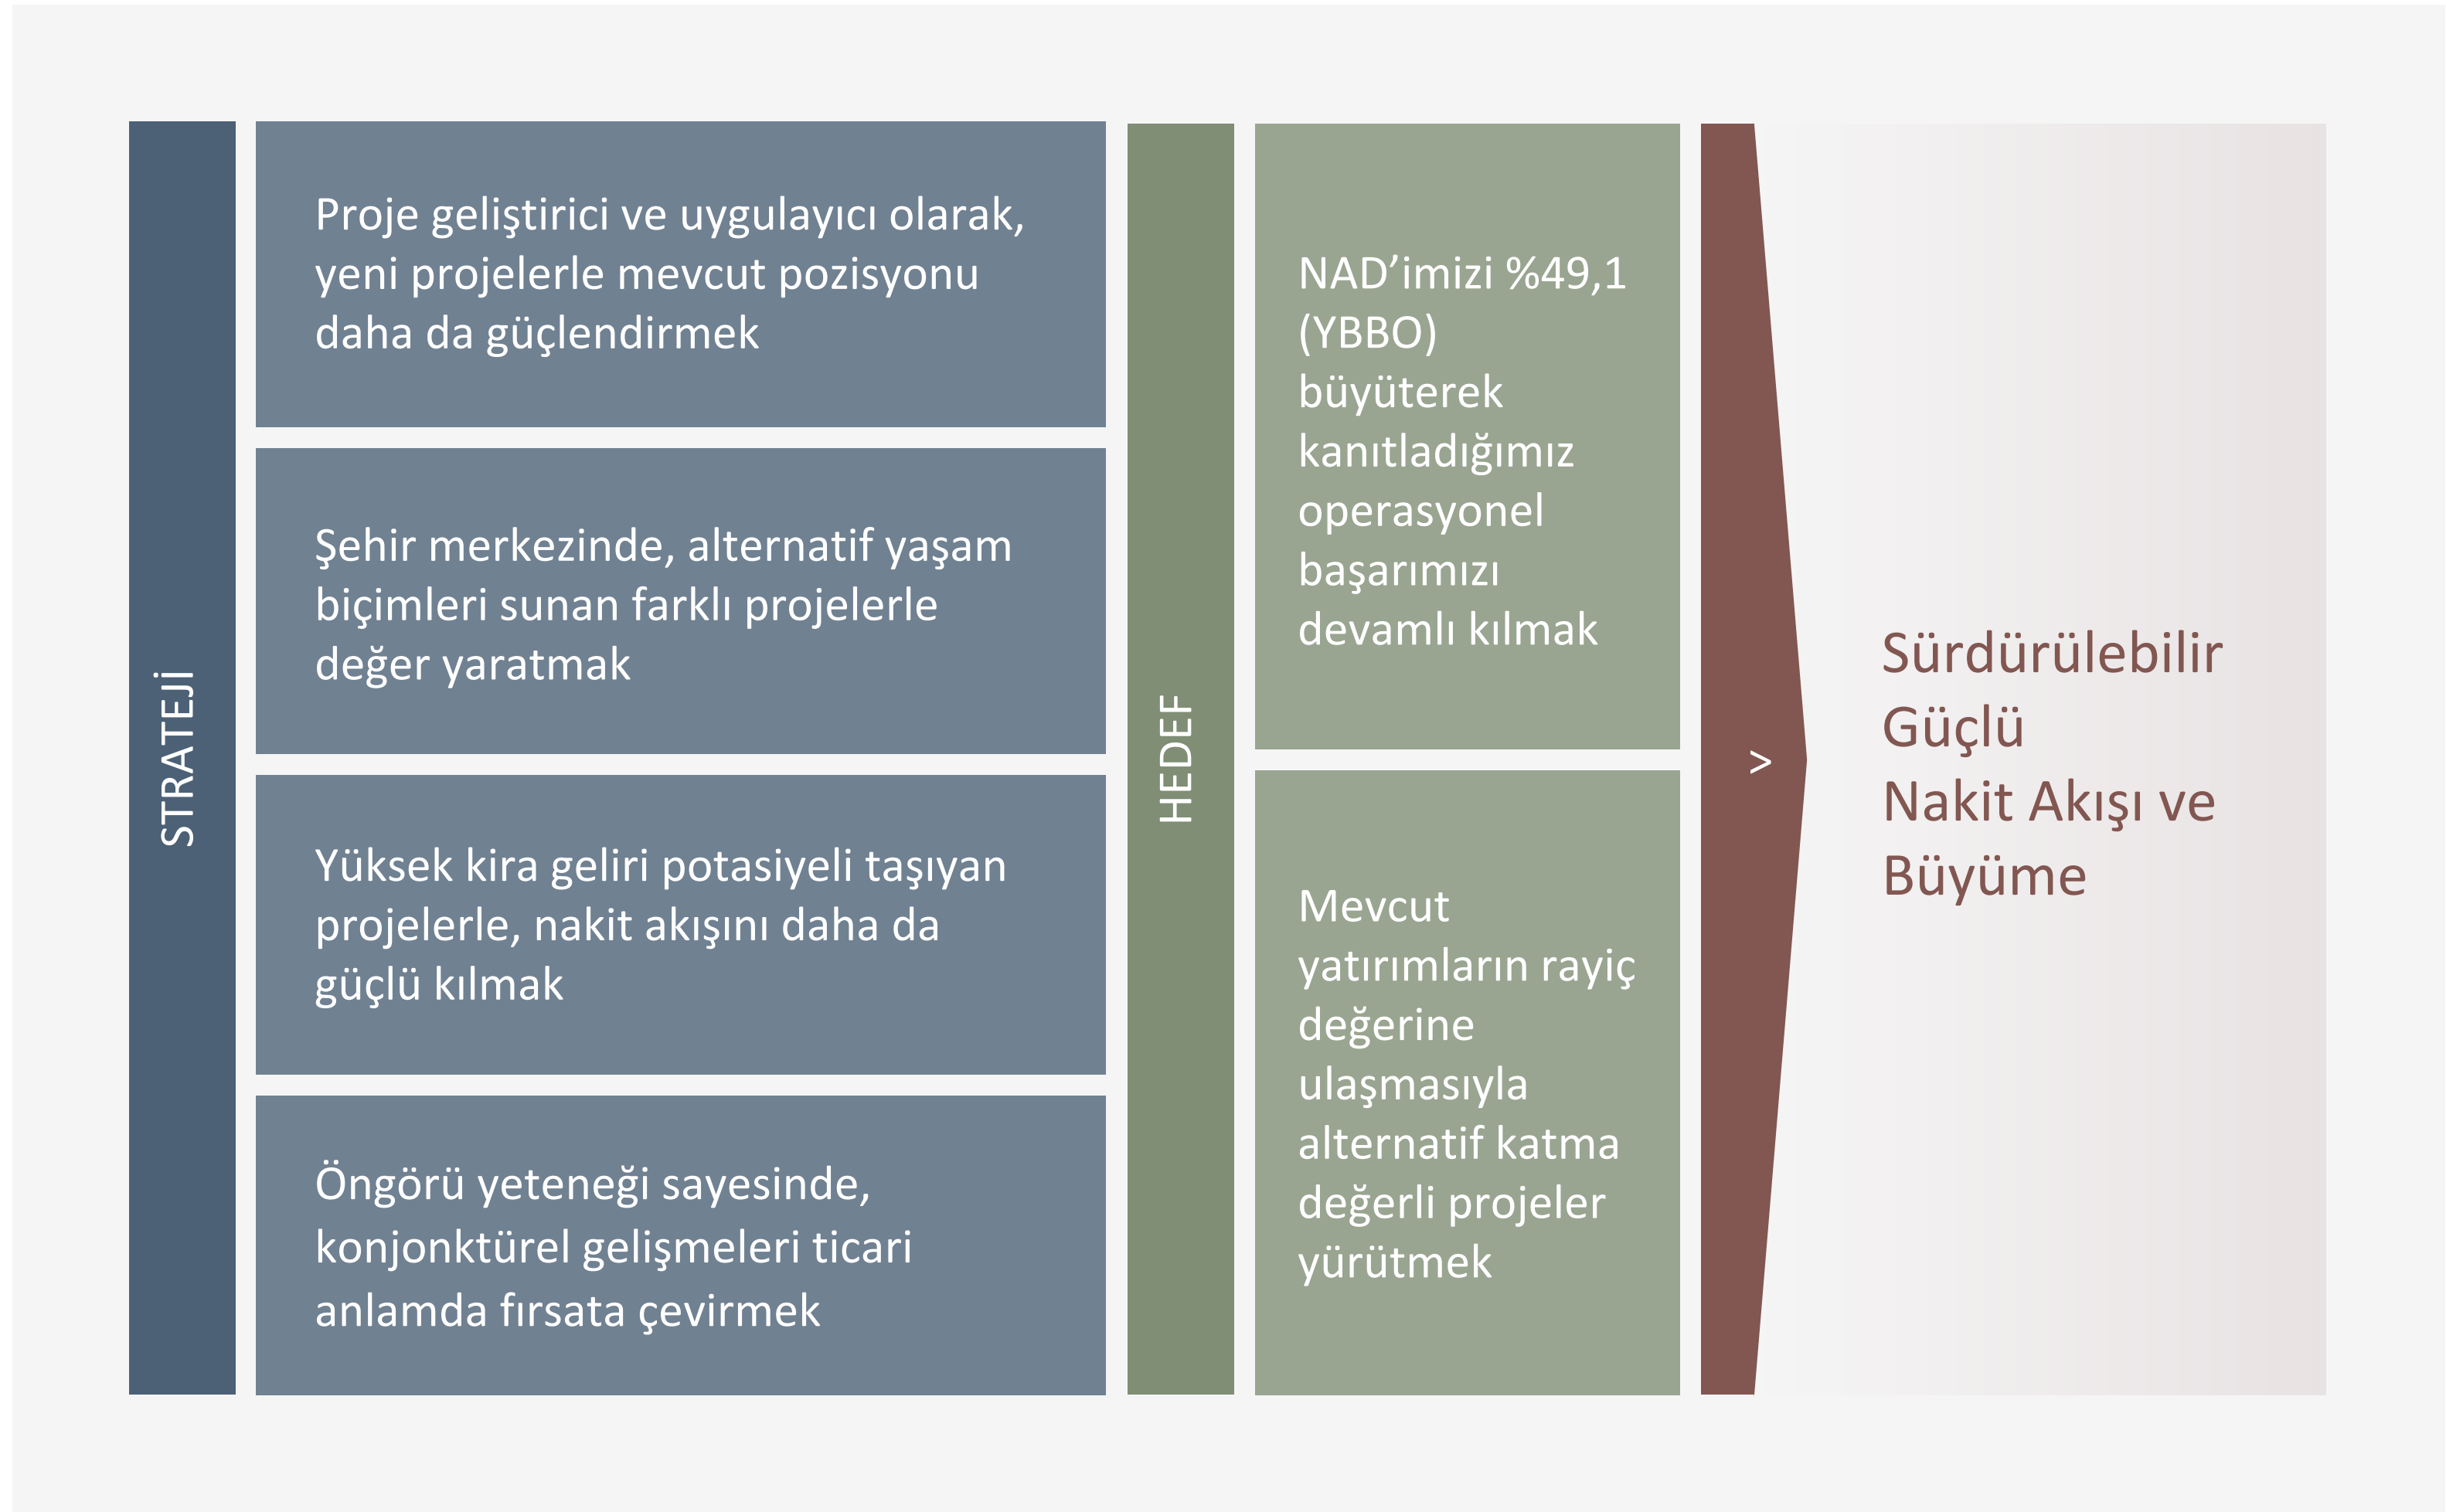 STRATEJİ
Proje geliştirici ve uygulayıcı olarak,
yeni projelerle mevcut pozisyonu
daha da güçlendirmek
Şehir merkezinde, alternatif yaşam
biçimleri sunan farklı projelerle
değer yaratmak
Yüksek kira geliri potasiyeli taşıyan
projelerle, nakit akışını daha da
güçlü kılmak
Öngörü yeteneği sayesinde,
konjonktürel gelişmeleri ticari
anlamda fırsata çevirmek
HEDEF
NAD’imizi %49,1
(YBBO)
büyüterek
kanıtladığımız
operasyonel
başarımızı
devamlı kılmak
Mevcut
yatırımların rayiç
değerine
ulaşmasıyla
alternatif katma
değerli projeler
yürütmek
>
Sürdürülebilir
Güçlü
Nakit Akışı ve
Büyüme